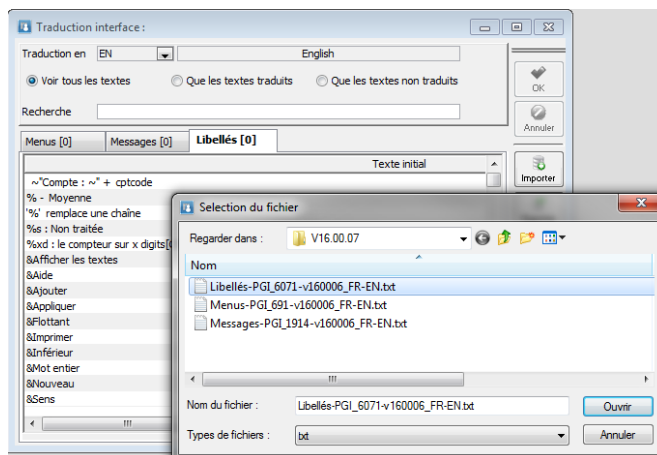 Traduction interface :
Traduction en EN English
Voir tous les textes Que les textes traduits Que les textes non traduits
OK
Recherche
Annuler
Menus [0] Messages [0] Libellés [0]
Texte initial
Importer
~"Compte : ~" + cptcode
% - Moyenne
'%' remplace une chaîne
%s : Non traitée
%xd : le compteur sur x digits[
&Afficher les textes
&Aide
&Ajouter
&Appliquer
&Flottant
&Imprimer
&Inférieur
&Mot entier
&Nouveau
&Sens
Selection du fichier
Regarder dans : V16.00.07
Nom
Libellés-PGI_6071-v160006_FR-EN.txt
Menus-PGI_691-v160006_FR-EN.txt
Messages-PGI_1914-v160006_FR-EN.txt
Nom du fichier : Libellés-PGI_6071-v160006_FR-EN.txt Ouvrir
Types de fichiers : txt Annuler